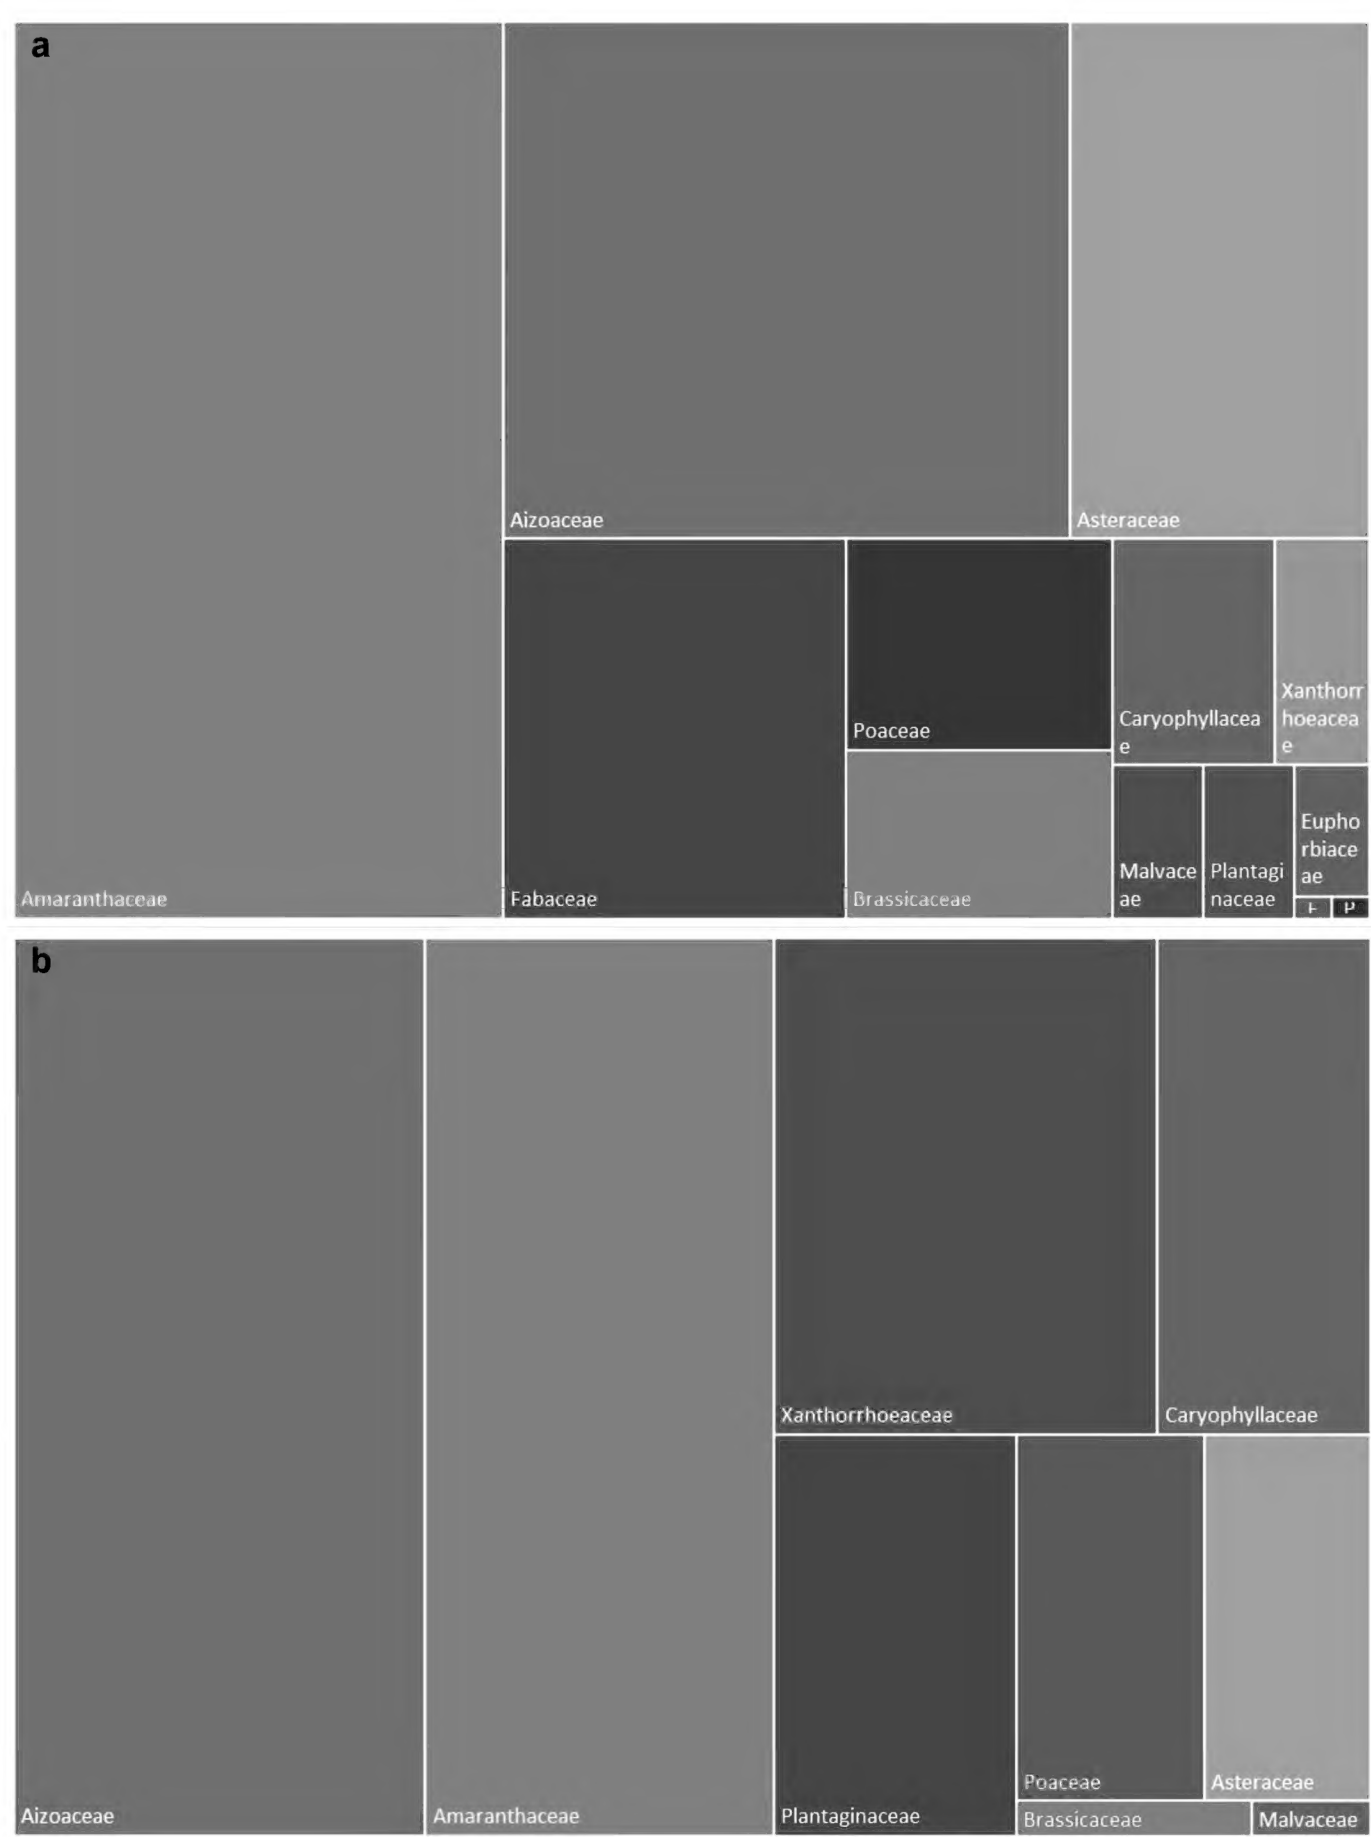 a
Aizoaceae
Asteraceae
Poaceae
Caryophyllacea
e
Xanthorr
hoeacea
e
Amaranthaceae
Fabaceae
Brassicaceae
Malvace
ae
Plantagi
naceae
Eupho
rbiace
ae
b
Xanthorrhoeaceae
Caryophyllaceae
Aizoaceae
Amaranthaceae
Plantaginaceae
Poaceae
Asteraceae
Brassicaceae
Malvaceae